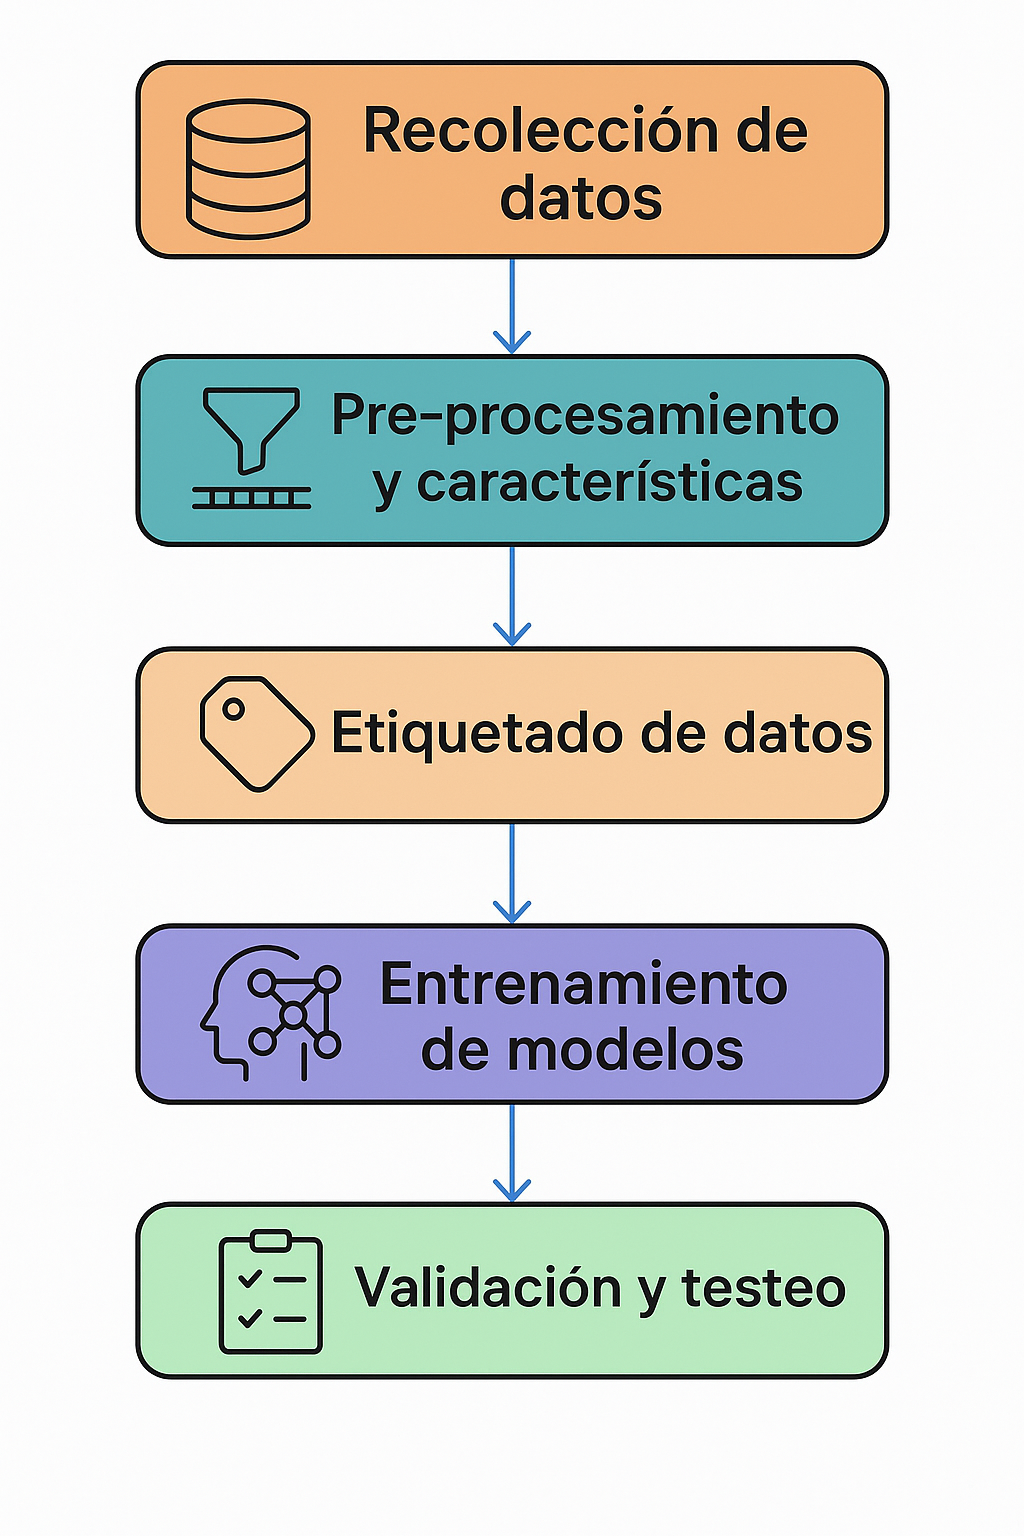 Recolección de
datos
Pre-procesamiento
y características
Etiquetado de datos
Entrenamiento
de modelos
Validación y testeo